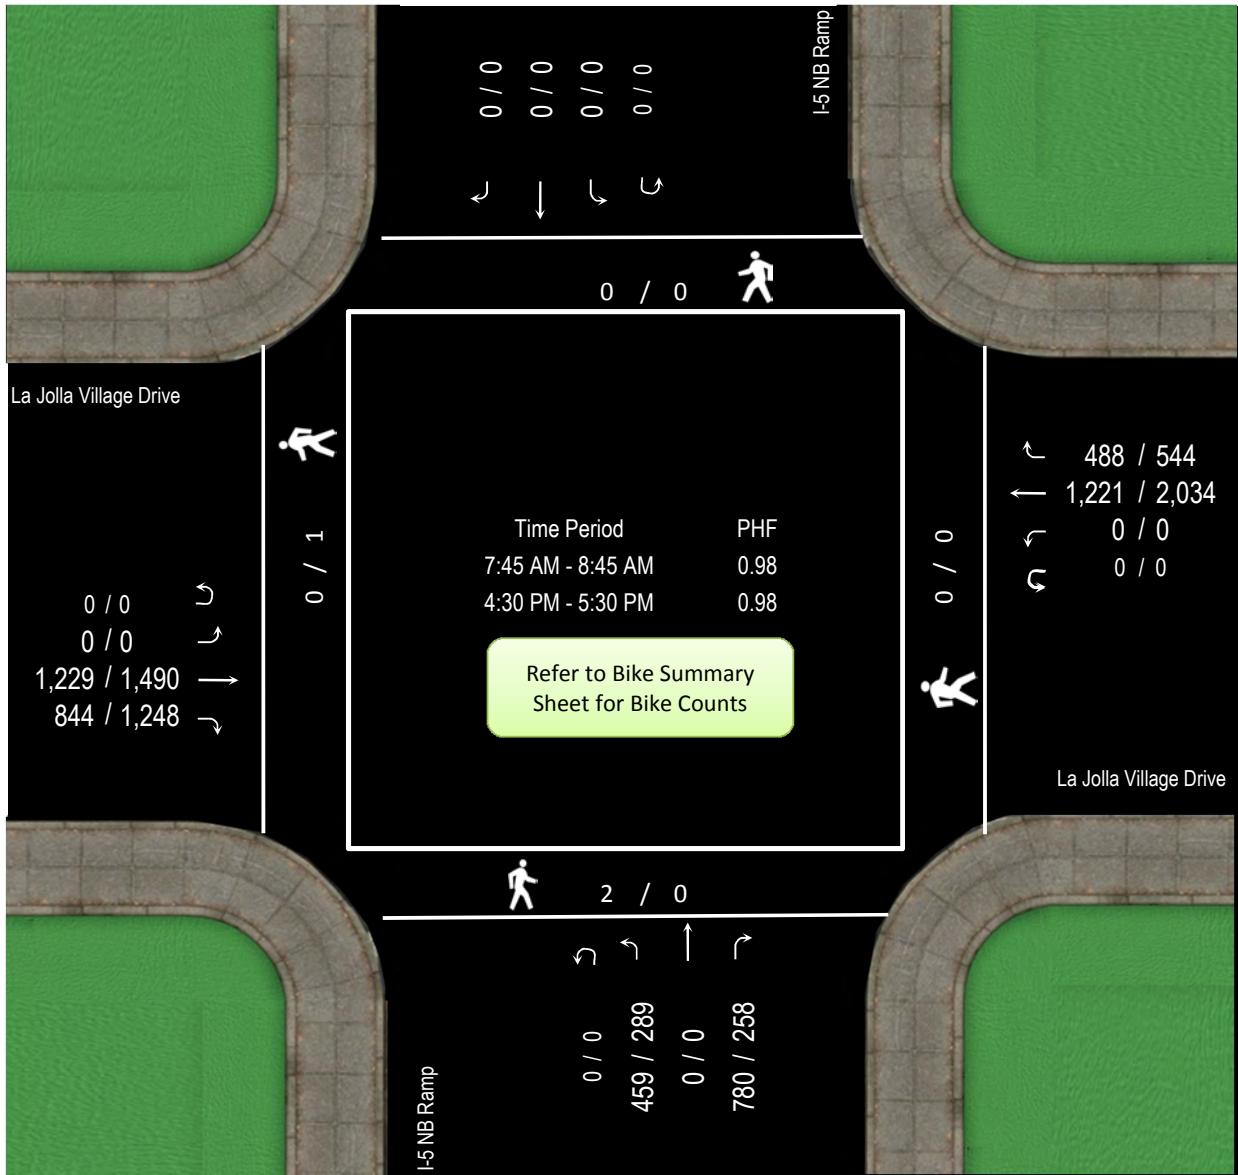 I-5 NB Ramp
0 / 0
0 / 0
0 / 0
0 / 0
0 / 0
La Jolla Village Drive
0 / 1
0 / 0
0 / 0
1,229 / 1,490
844 / 1,248
Time Period PHF
7:45 AM - 8:45 AM 0.98
4:30 PM - 5:30 PM 0.98
Refer to Bike Summary
Sheet for Bike Counts
0 / 0
488 / 544
1,221 / 2,034
0 / 0
0 / 0
La Jolla Village Drive
2 / 0
0 / 0
459 / 289
0 / 0
780 / 258
I-5 NB Ramp